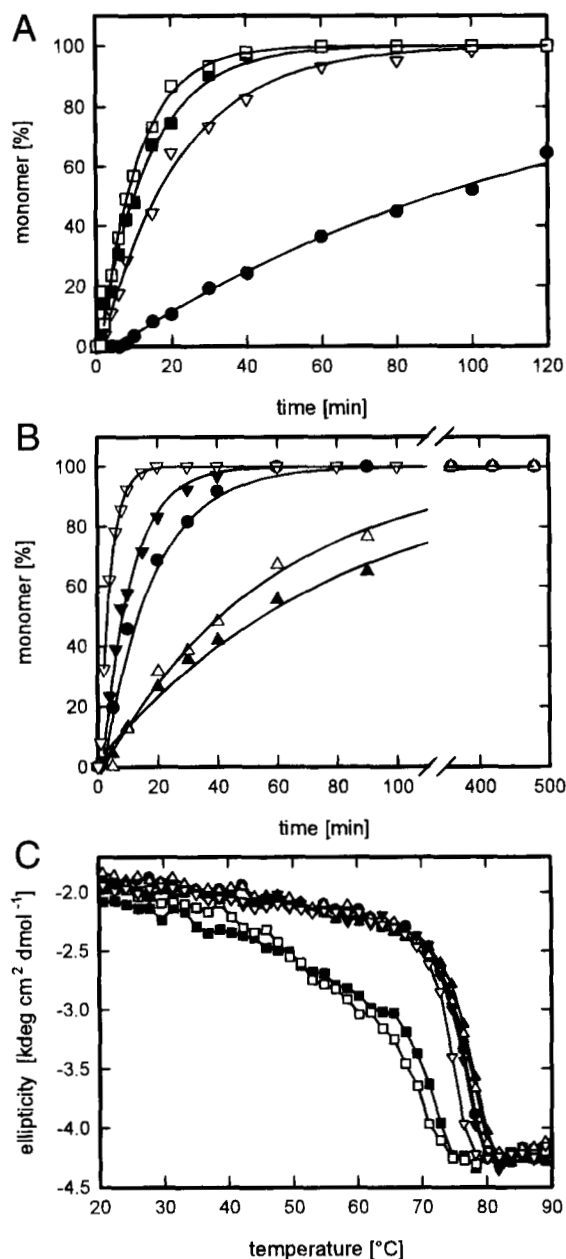 A
100
80
60
40
20
0
monomer [%]
0 20 40 60 80 100 120
time [min]
B
100
80
60
40
20
0
monomer [%]
0 20 40 60 80 100 400 500
time [min]
C
-2.0
-2.5
-3.0
-3.5
-4.0
-4.5
ellipticity [kdeg cm² dmol⁻¹]
20 30 40 50 60 70 80 90
temperature [°C]